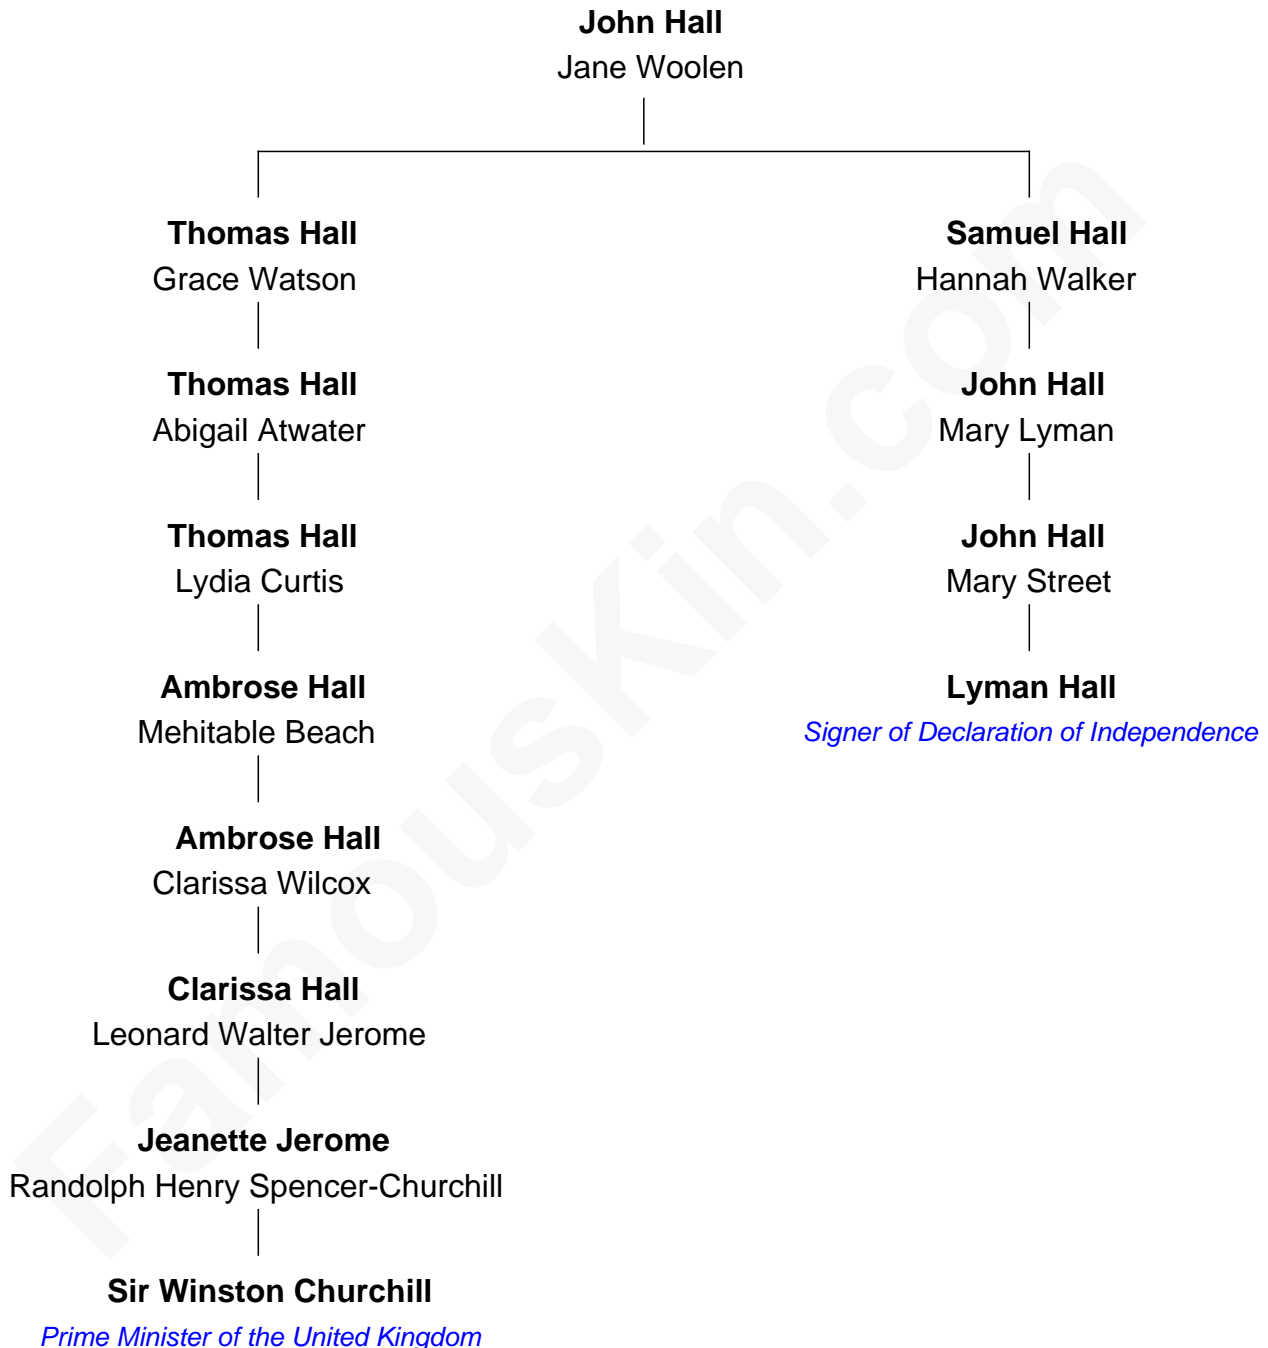 John Hall
Jane Woolen
Thomas Hall
Grace Watson
Samuel Hall
Hannah Walker
Thomas Hall
Abigail Atwater
John Hall
Mary Lyman
Thomas Hall
Lydia Curtis
John Hall
Mary Street
Ambrose Hall
Mehitable Beach
Lyman Hall
Signer of Declaration of Independence
Ambrose Hall
Clarissa Wilcox
Clarissa Hall
Leonard Walter Jerome
Jeanette Jerome
Randolph Henry Spencer-Churchill
Sir Winston Churchill
Prime Minister of the United Kingdom
FamousKin.com